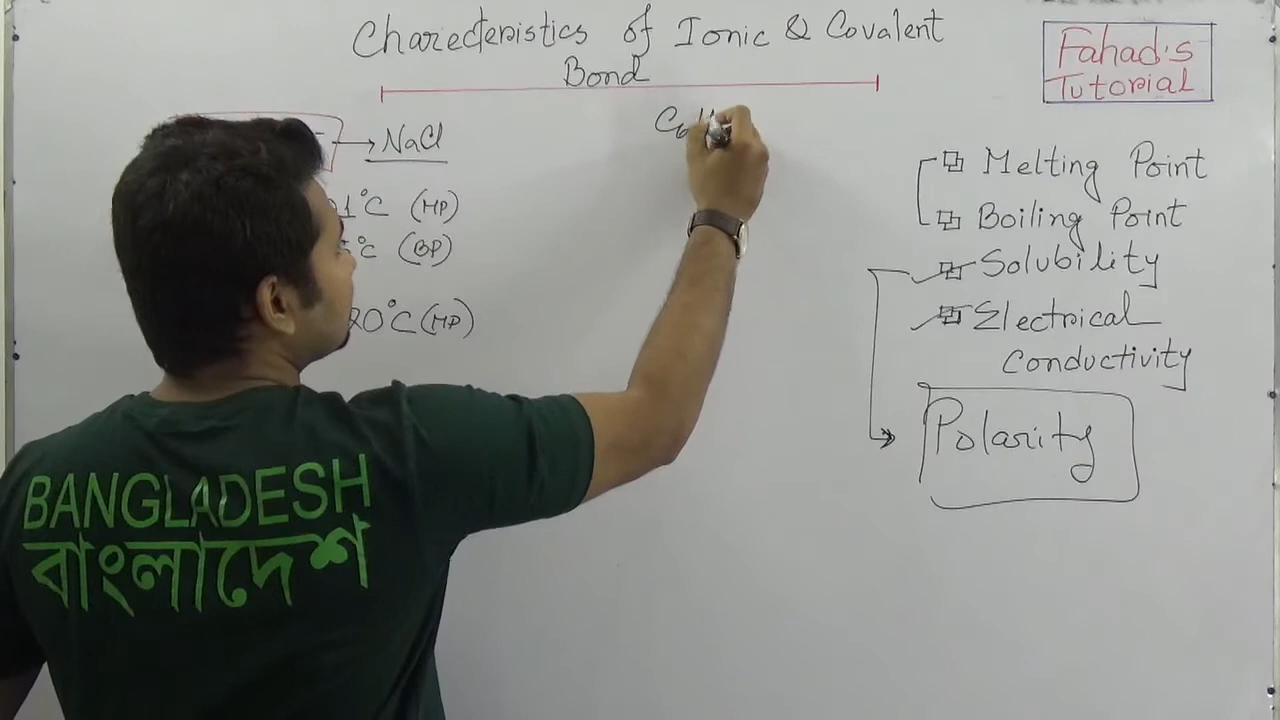 Charecteristics of Ionic & Covalent
Bond
Fahad's
Tutorial
→ NaCl
1°C (MP)
°C (BP)
20°C (MP)
Melting Point
Boiling Point
Solubility
Electrical
Conductivity
Polarity
BANGLADESH
বাংলাদেশ